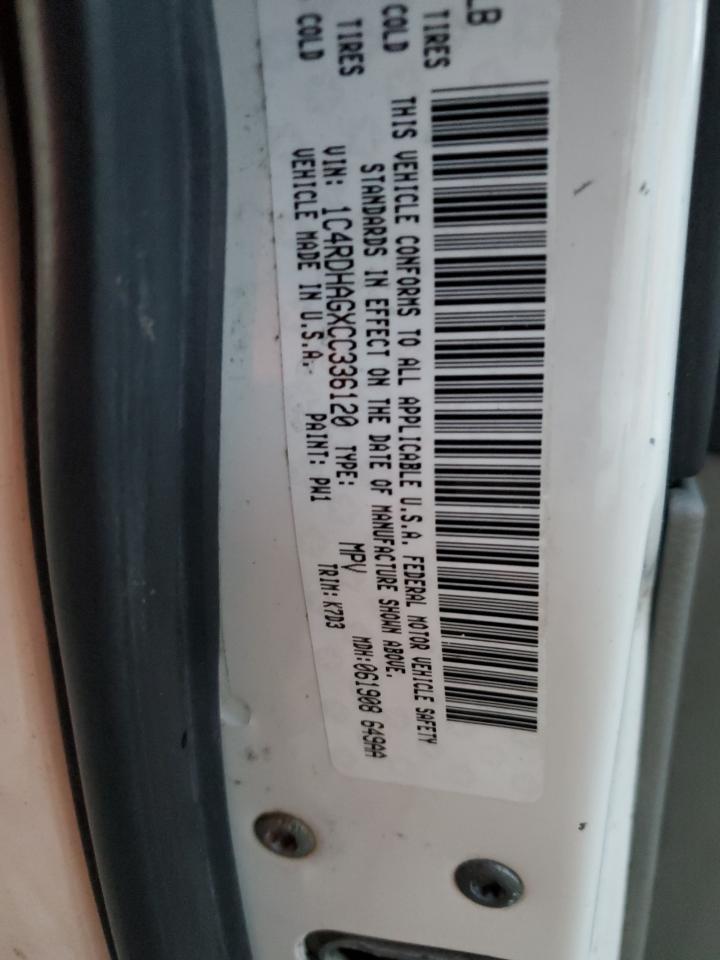 LB
TIRES COLD
TIRES COLD
THIS VEHICLE CONFORMS TO ALL APPLICABLE U.S.A. FEDERAL MOTOR VEHICLE SAFETY
STANDARDS IN EFFECT ON THE DATE OF MANUFACTURE SHOWN ABOVE.
MDH:061908 649AA
VIN: 1C4RDHAGXCC336120 TYPE: MPV
VEHICLE MADE IN U.S.A. PAINT: PW1 TRIM: K7D3